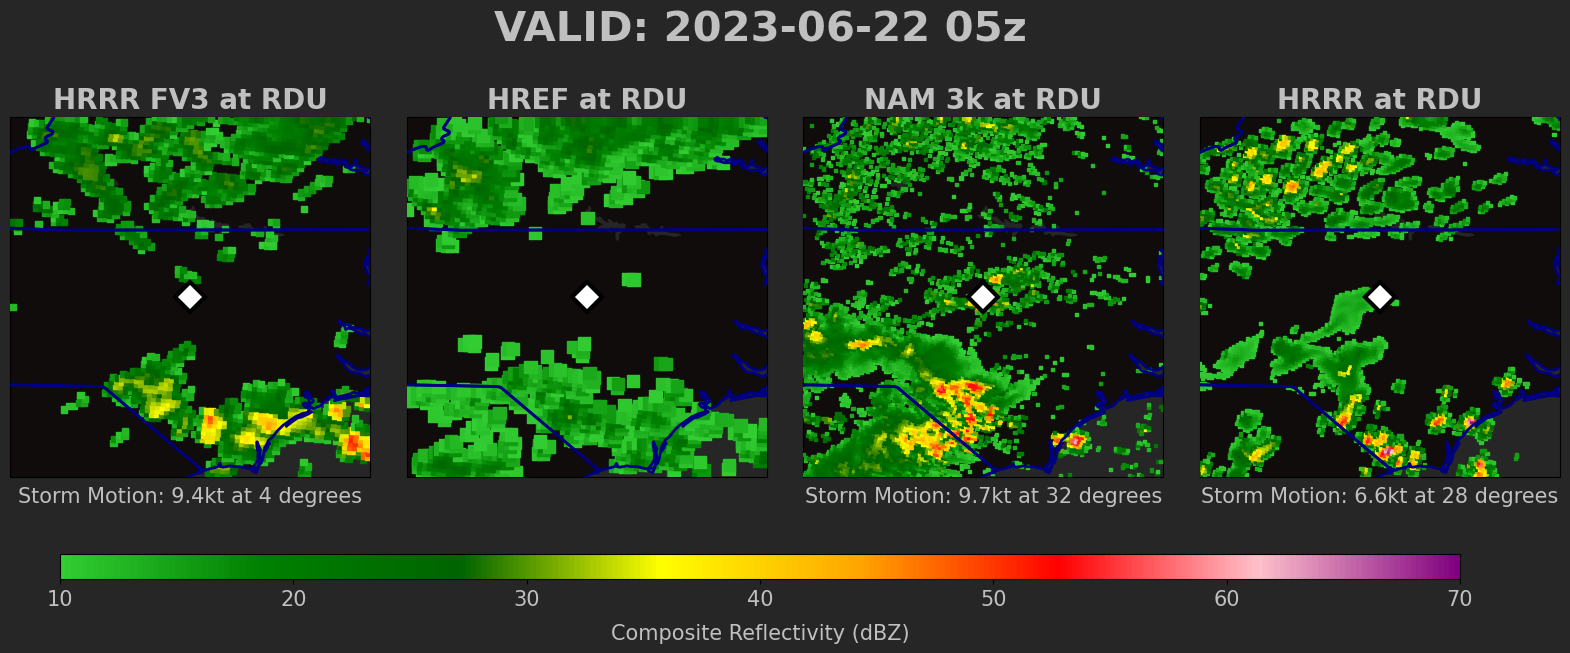 VALID: 2023-06-22 05z
HRRR FV3 at RDU
HREF at RDU
NAM 3k at RDU
HRRR at RDU
Storm Motion: 9.4kt at 4 degrees
Storm Motion: 9.7kt at 32 degrees
Storm Motion: 6.6kt at 28 degrees
10 20 30 40 50 60 70
Composite Reflectivity (dBZ)